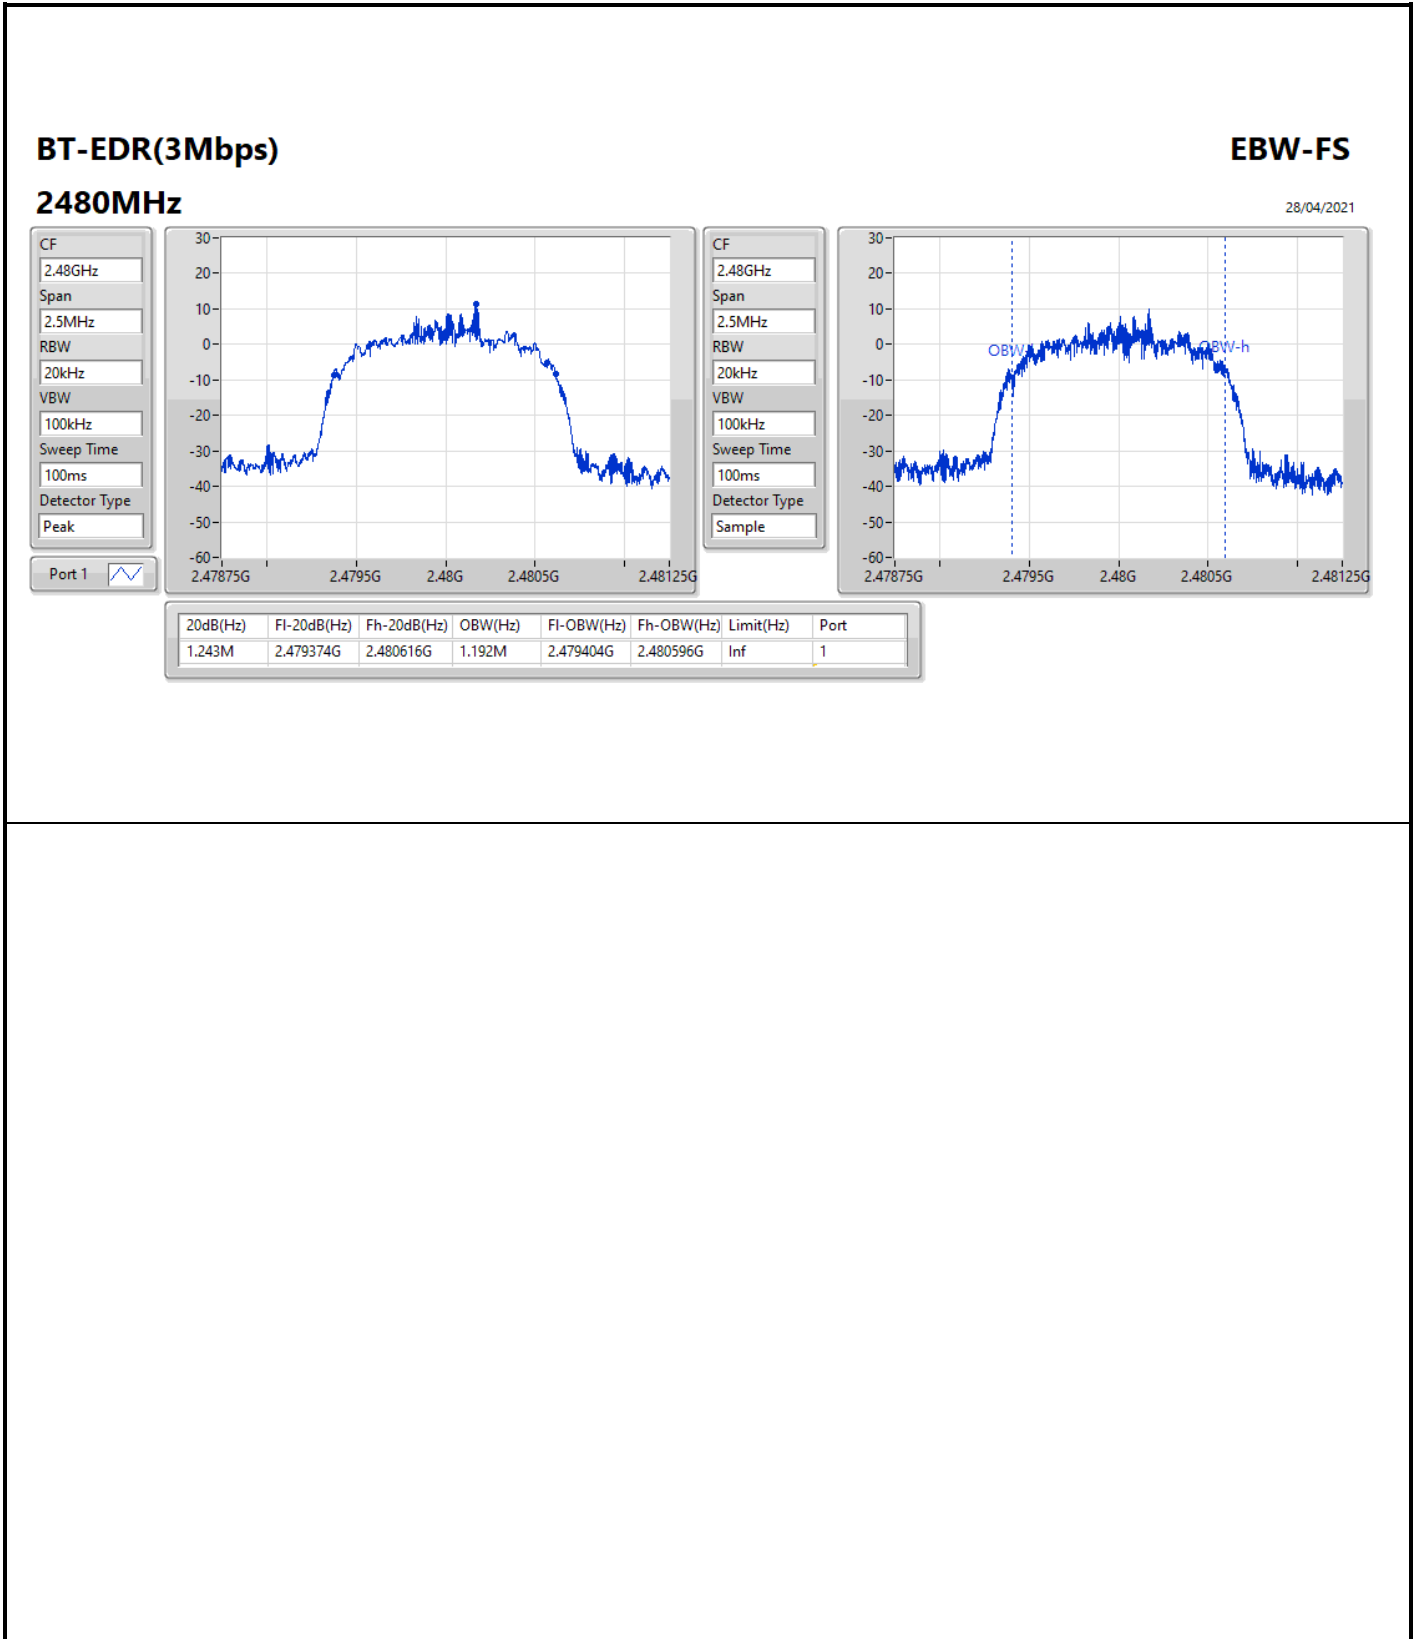 BT-EDR(3Mbps)
EBW-FS
2480MHz
28/04/2021
CF
2.48GHz
Span
2.5MHz
RBW
20kHz
VBW
100kHz
Sweep Time
100ms
Detector Type
Peak
Port 1
30
20
10
0
-10
-20
-30
-40
-50
-60
2.47875G 2.4795G 2.48G 2.4805G 2.48125G
CF
2.48GHz
Span
2.5MHz
RBW
20kHz
VBW
100kHz
Sweep Time
100ms
Detector Type
Sample
30
20
10
0
-10
-20
-30
-40
-50
-60
OBW
OBW-h
2.47875G 2.4795G 2.48G 2.4805G 2.48125G
20dB(Hz) Fl-20dB(Hz) Fh-20dB(Hz) OBW(Hz) Fl-OBW(Hz) Fh-OBW(Hz) Limit(Hz) Port
1.243M 2.479374G 2.480616G 1.192M 2.479404G 2.480596G Inf 1